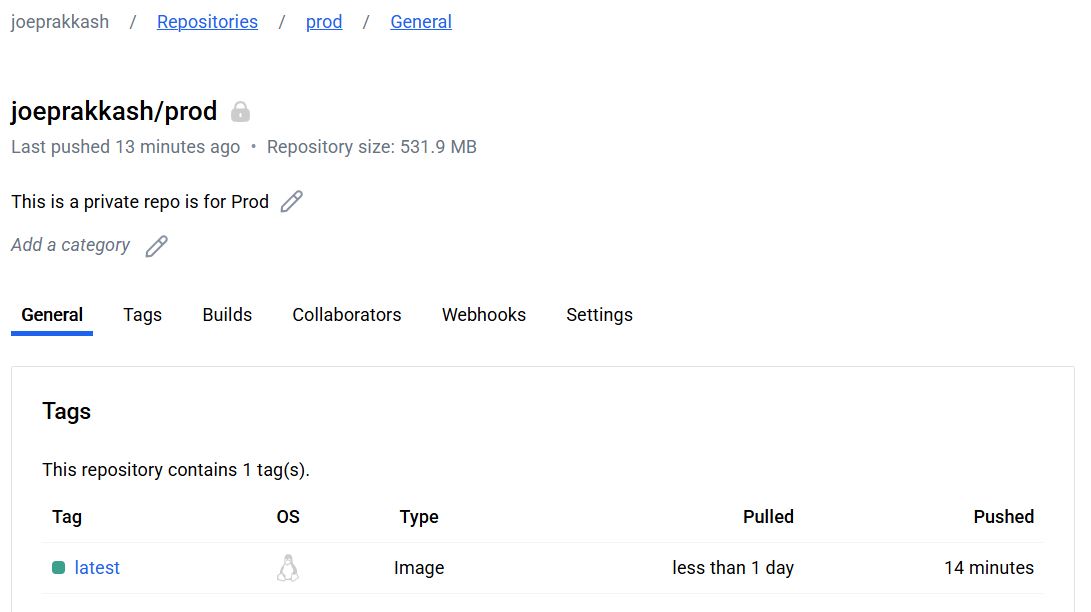 joeprakkash / Repositories / prod / General
joeprakkash/prod
Last pushed 13 minutes ago • Repository size: 531.9 MB
This is a private repo is for Prod
Add a category
General Tags Builds Collaborators Webhooks Settings
Tags
This repository contains 1 tag(s).
Tag OS Type Pulled Pushed
latest Image less than 1 day 14 minutes